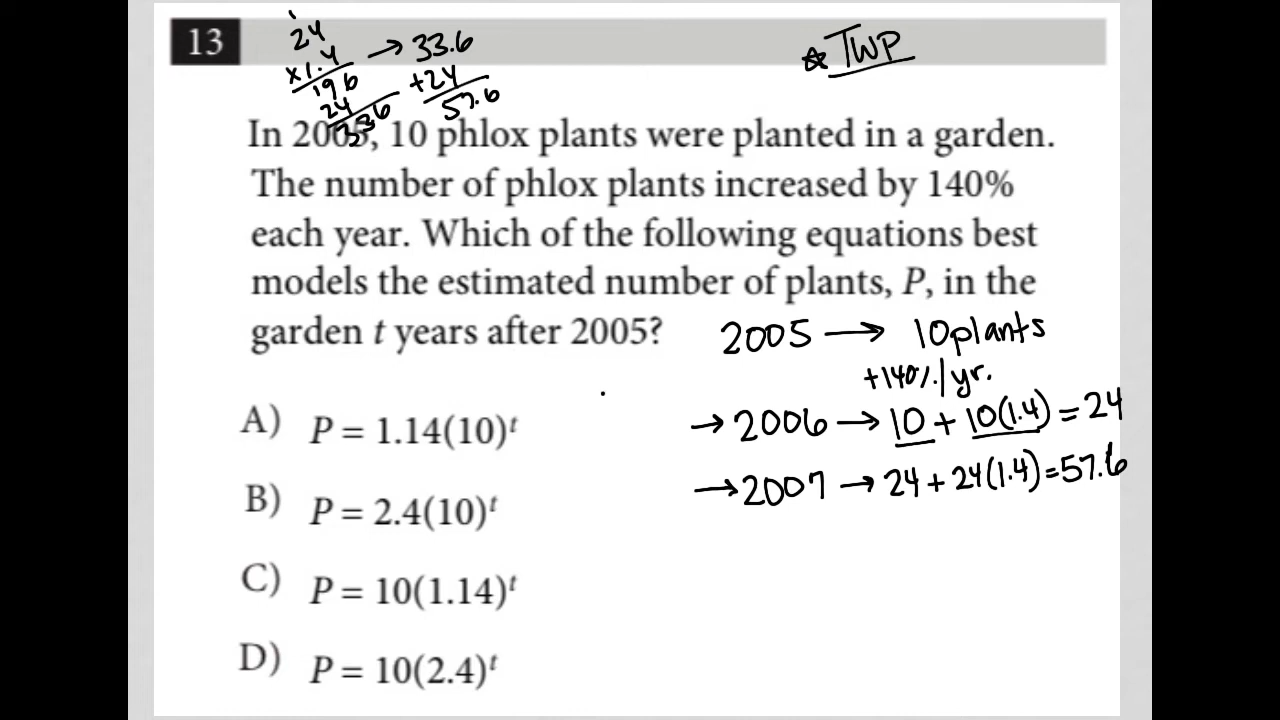 13
24
x1.4 → 33.6
196 +24
24 57.6
336
☆ TWP
In 2005, 10 phlox plants were planted in a garden.
The number of phlox plants increased by 140%
each year. Which of the following equations best
models the estimated number of plants, P, in the
garden t years after 2005?
2005 → 10 plants
+140%/yr.
→ 2006 → 10 + 10(1.4) = 24
→ 2007 → 24 + 24(1.4) = 57.6
A) P = 1.14(10)ᵗ
B) P = 2.4(10)ᵗ
C) P = 10(1.14)ᵗ
D) P = 10(2.4)ᵗ